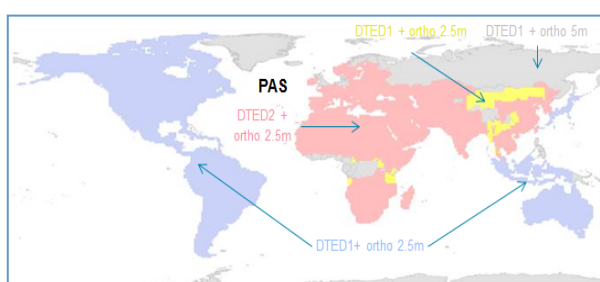 DTED1 + ortho 2.5m DTED1 + ortho 5m
PAS
DTED2 +
ortho 2.5m
DTED1+ ortho 2.5m